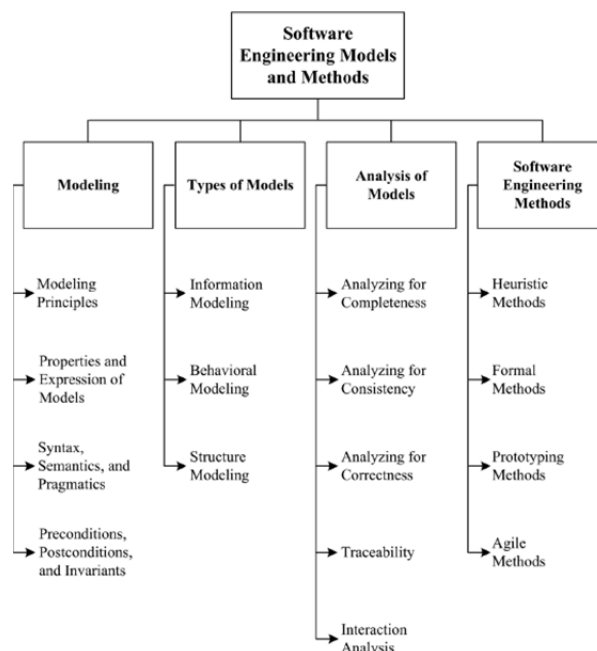 Software
Engineering Models
and Methods
Modeling
Types of Models
Analysis of
Models
Software
Engineering
Methods
Modeling
Principles
Properties and
Expression of
Models
Syntax,
Semantics, and
Pragmatics
Preconditions,
Postconditions,
and Invariants
Information
Modeling
Behavioral
Modeling
Structure
Modeling
Analyzing for
Completeness
Analyzing for
Consistency
Analyzing for
Correctness
Traceability
Interaction
Analysis
Heuristic
Methods
Formal
Methods
Prototyping
Methods
Agile
Methods